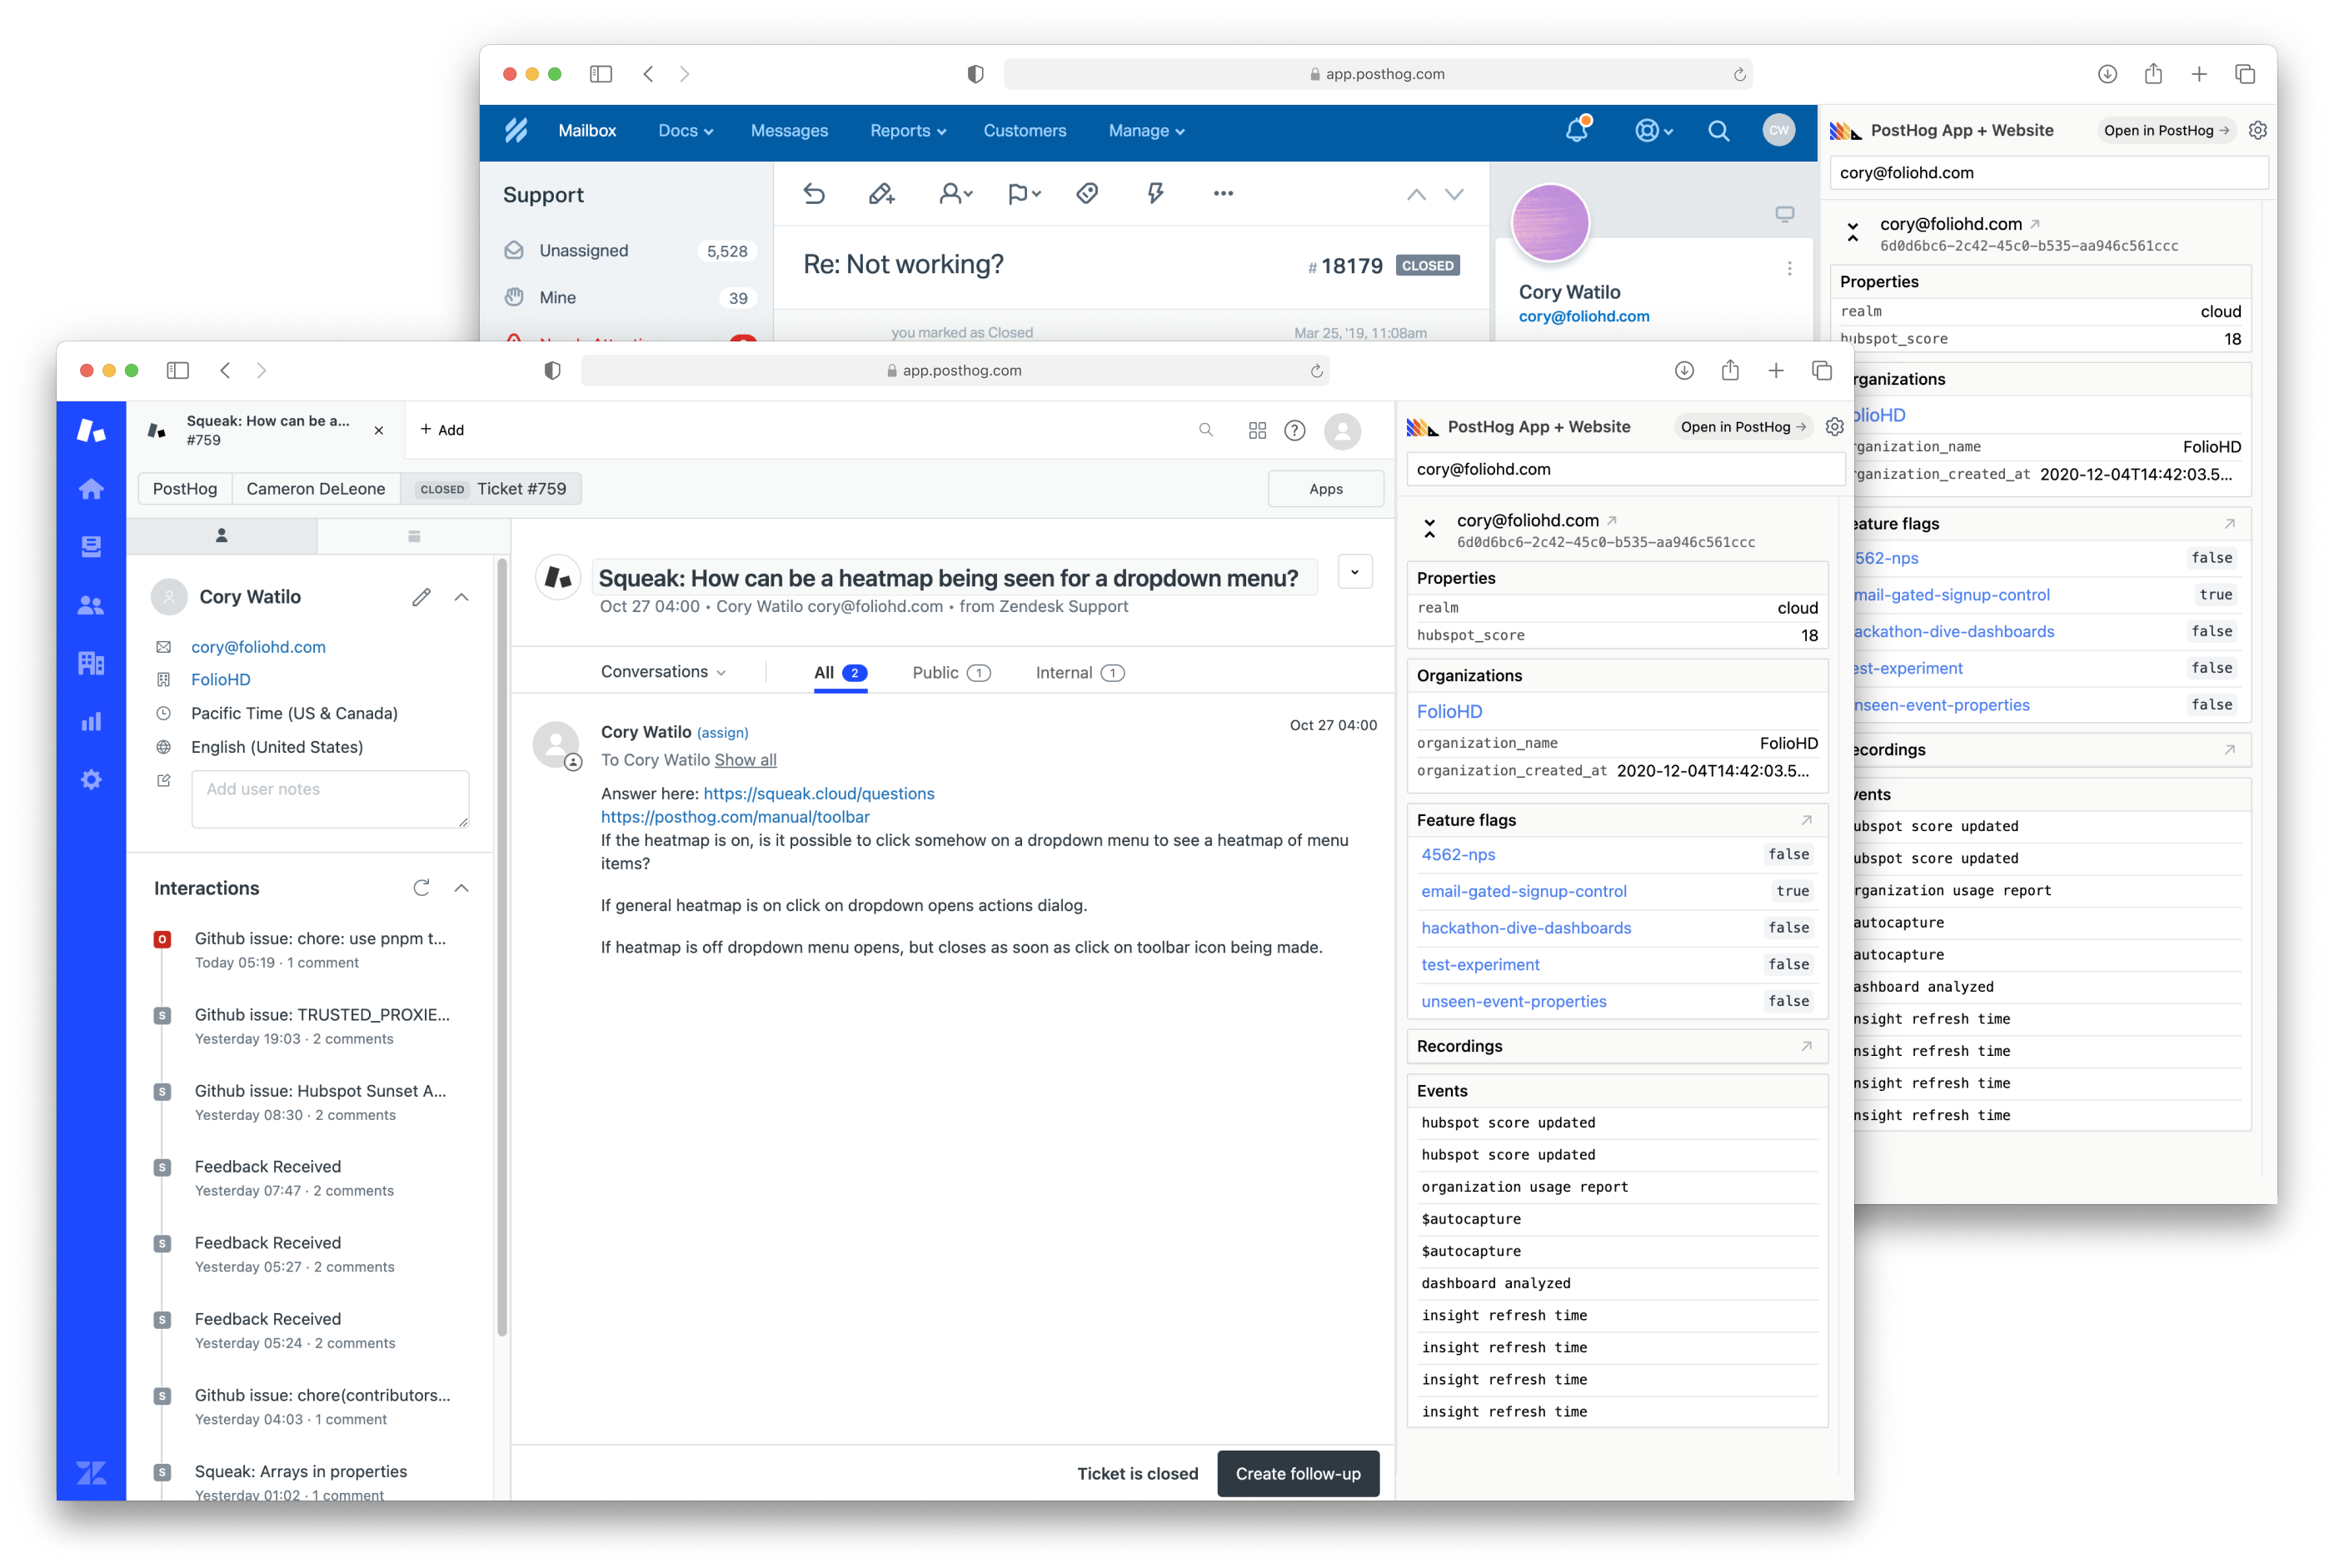 app.posthog.com
Mailbox
Docs
Messages
Reports
Customers
Manage
CW
Support
Unassigned 5,528
Mine 39
Re: Not working?
# 18179 CLOSED
you marked as Closed Mar 25, '19, 11:08am
Cory Watilo
cory@foliohd.com
PostHog App + Website Open in PostHog →
cory@foliohd.com
cory@foliohd.com
6d0d6bc6-2c42-45c0-b535-aa946c561ccc
Properties
realm cloud
hubspot_score 18
rganizations
olioHD
rganization_name FolioHD
rganization_created_at 2020-12-04T14:42:03.5...
eature flags
562-nps false
mail-gated-signup-control true
ackathon-dive-dashboards false
est-experiment false
nseen-event-properties false
ecordings
vents
ubspot score updated
ubspot score updated
rganization usage report
autocapture
autocapture
ashboard analyzed
nsight refresh time
nsight refresh time
nsight refresh time
nsight refresh time
app.posthog.com
Squeak: How can be a...
#759
+ Add
PostHog
Cameron DeLeone
CLOSED Ticket #759
Apps
Cory Watilo
cory@foliohd.com
FolioHD
Pacific Time (US & Canada)
English (United States)
Add user notes
Interactions
O Github issue: chore: use pnpm t...
Today 05:19 · 1 comment
S Github issue: TRUSTED_PROXIE...
Yesterday 19:03 · 2 comments
S Github issue: Hubspot Sunset A...
Yesterday 08:30 · 2 comments
S Feedback Received
Yesterday 07:47 · 2 comments
S Feedback Received
Yesterday 05:27 · 2 comments
S Feedback Received
Yesterday 05:24 · 2 comments
S Github issue: chore(contributors...
Yesterday 04:03 · 1 comment
S Squeak: Arrays in properties
Yesterday 01:02 · 1 comment
Squeak: How can be a heatmap being seen for a dropdown menu?
Oct 27 04:00 • Cory Watilo cory@foliohd.com • from Zendesk Support
Conversations
All 2
Public 1
Internal 1
Cory Watilo (assign) Oct 27 04:00
To Cory Watilo Show all
Answer here: https://squeak.cloud/questions
https://posthog.com/manual/toolbar
If the heatmap is on, is it possible to click somehow on a dropdown menu to see a heatmap of menu
items?
If general heatmap is on click on dropdown opens actions dialog.
If heatmap is off dropdown menu opens, but closes as soon as click on toolbar icon being made.
Ticket is closed
Create follow-up
PostHog App + Website Open in PostHog →
cory@foliohd.com
cory@foliohd.com
6d0d6bc6-2c42-45c0-b535-aa946c561ccc
Properties
realm cloud
hubspot_score 18
Organizations
FolioHD
organization_name FolioHD
organization_created_at 2020-12-04T14:42:03.5...
Feature flags
4562-nps false
email-gated-signup-control true
hackathon-dive-dashboards false
test-experiment false
unseen-event-properties false
Recordings
Events
hubspot score updated
hubspot score updated
organization usage report
$autocapture
$autocapture
dashboard analyzed
insight refresh time
insight refresh time
insight refresh time
insight refresh time